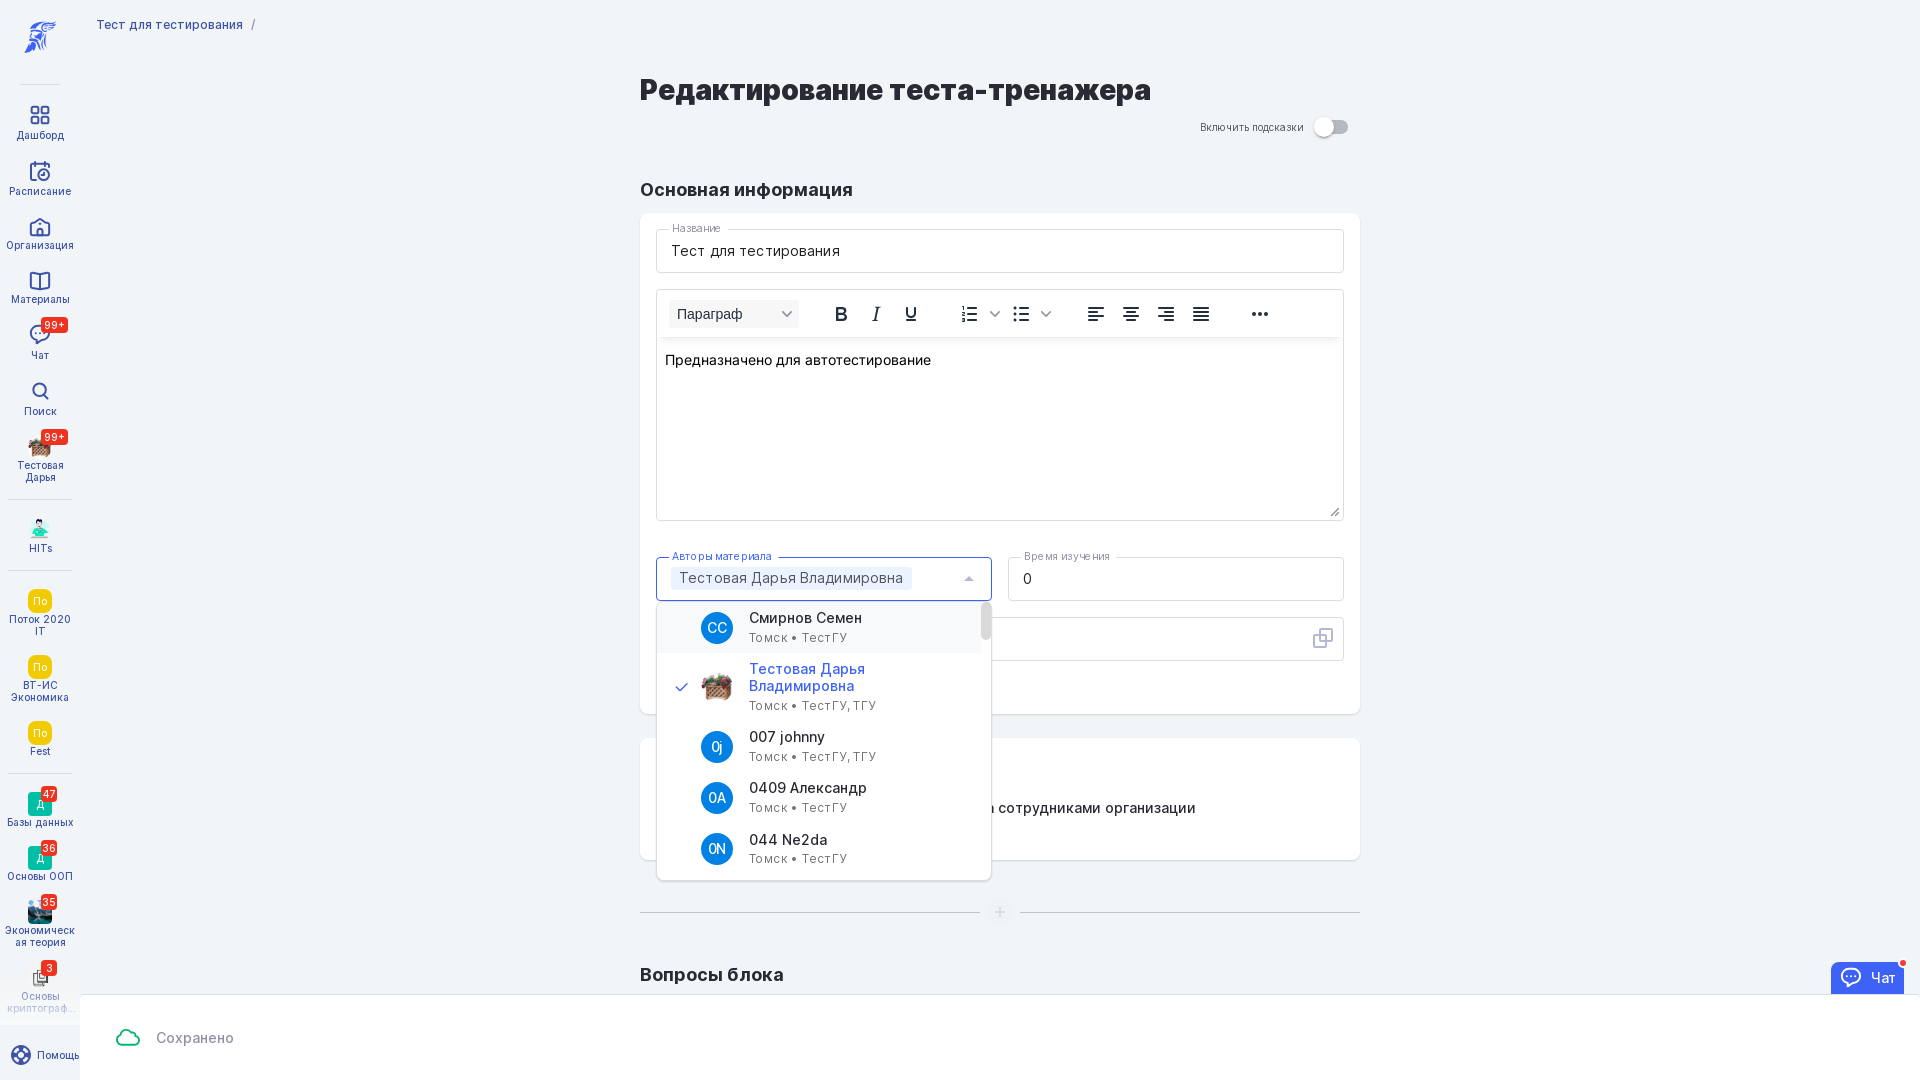 Тест для тестирования /
Дашборд
Расписание
Организация
Материалы
99+
Чат
Поиск
99+
Тестовая
Дарья
HITs
По
Поток 2020
IT
По
ВТ-ИС
Экономика
По
Fest
47
Д
Базы данных
36
Д
Основы ООП
35
Экономическ
ая теория
3
Основы
криптограф...
Помощь
Редактирование теста-тренажера
Включить подсказки
Основная информация
Название
Тест для тестирования
Параграф
Предназначено для автотестирование
Авторы материала
Тестовая Дарья Владимировна
Время изучения
0
СС
Смирнов Семен
Томск • ТестГУ
Тестовая Дарья
Владимировна
Томск • ТестГУ, ТГУ
0j
007 johnny
Томск • ТестГУ, ТГУ
0А
0409 Александр
Томск • ТестГУ
0N
044 Ne2da
Томск • ТестГУ
сотрудниками организации
Вопросы блока
Чат
Сохранено